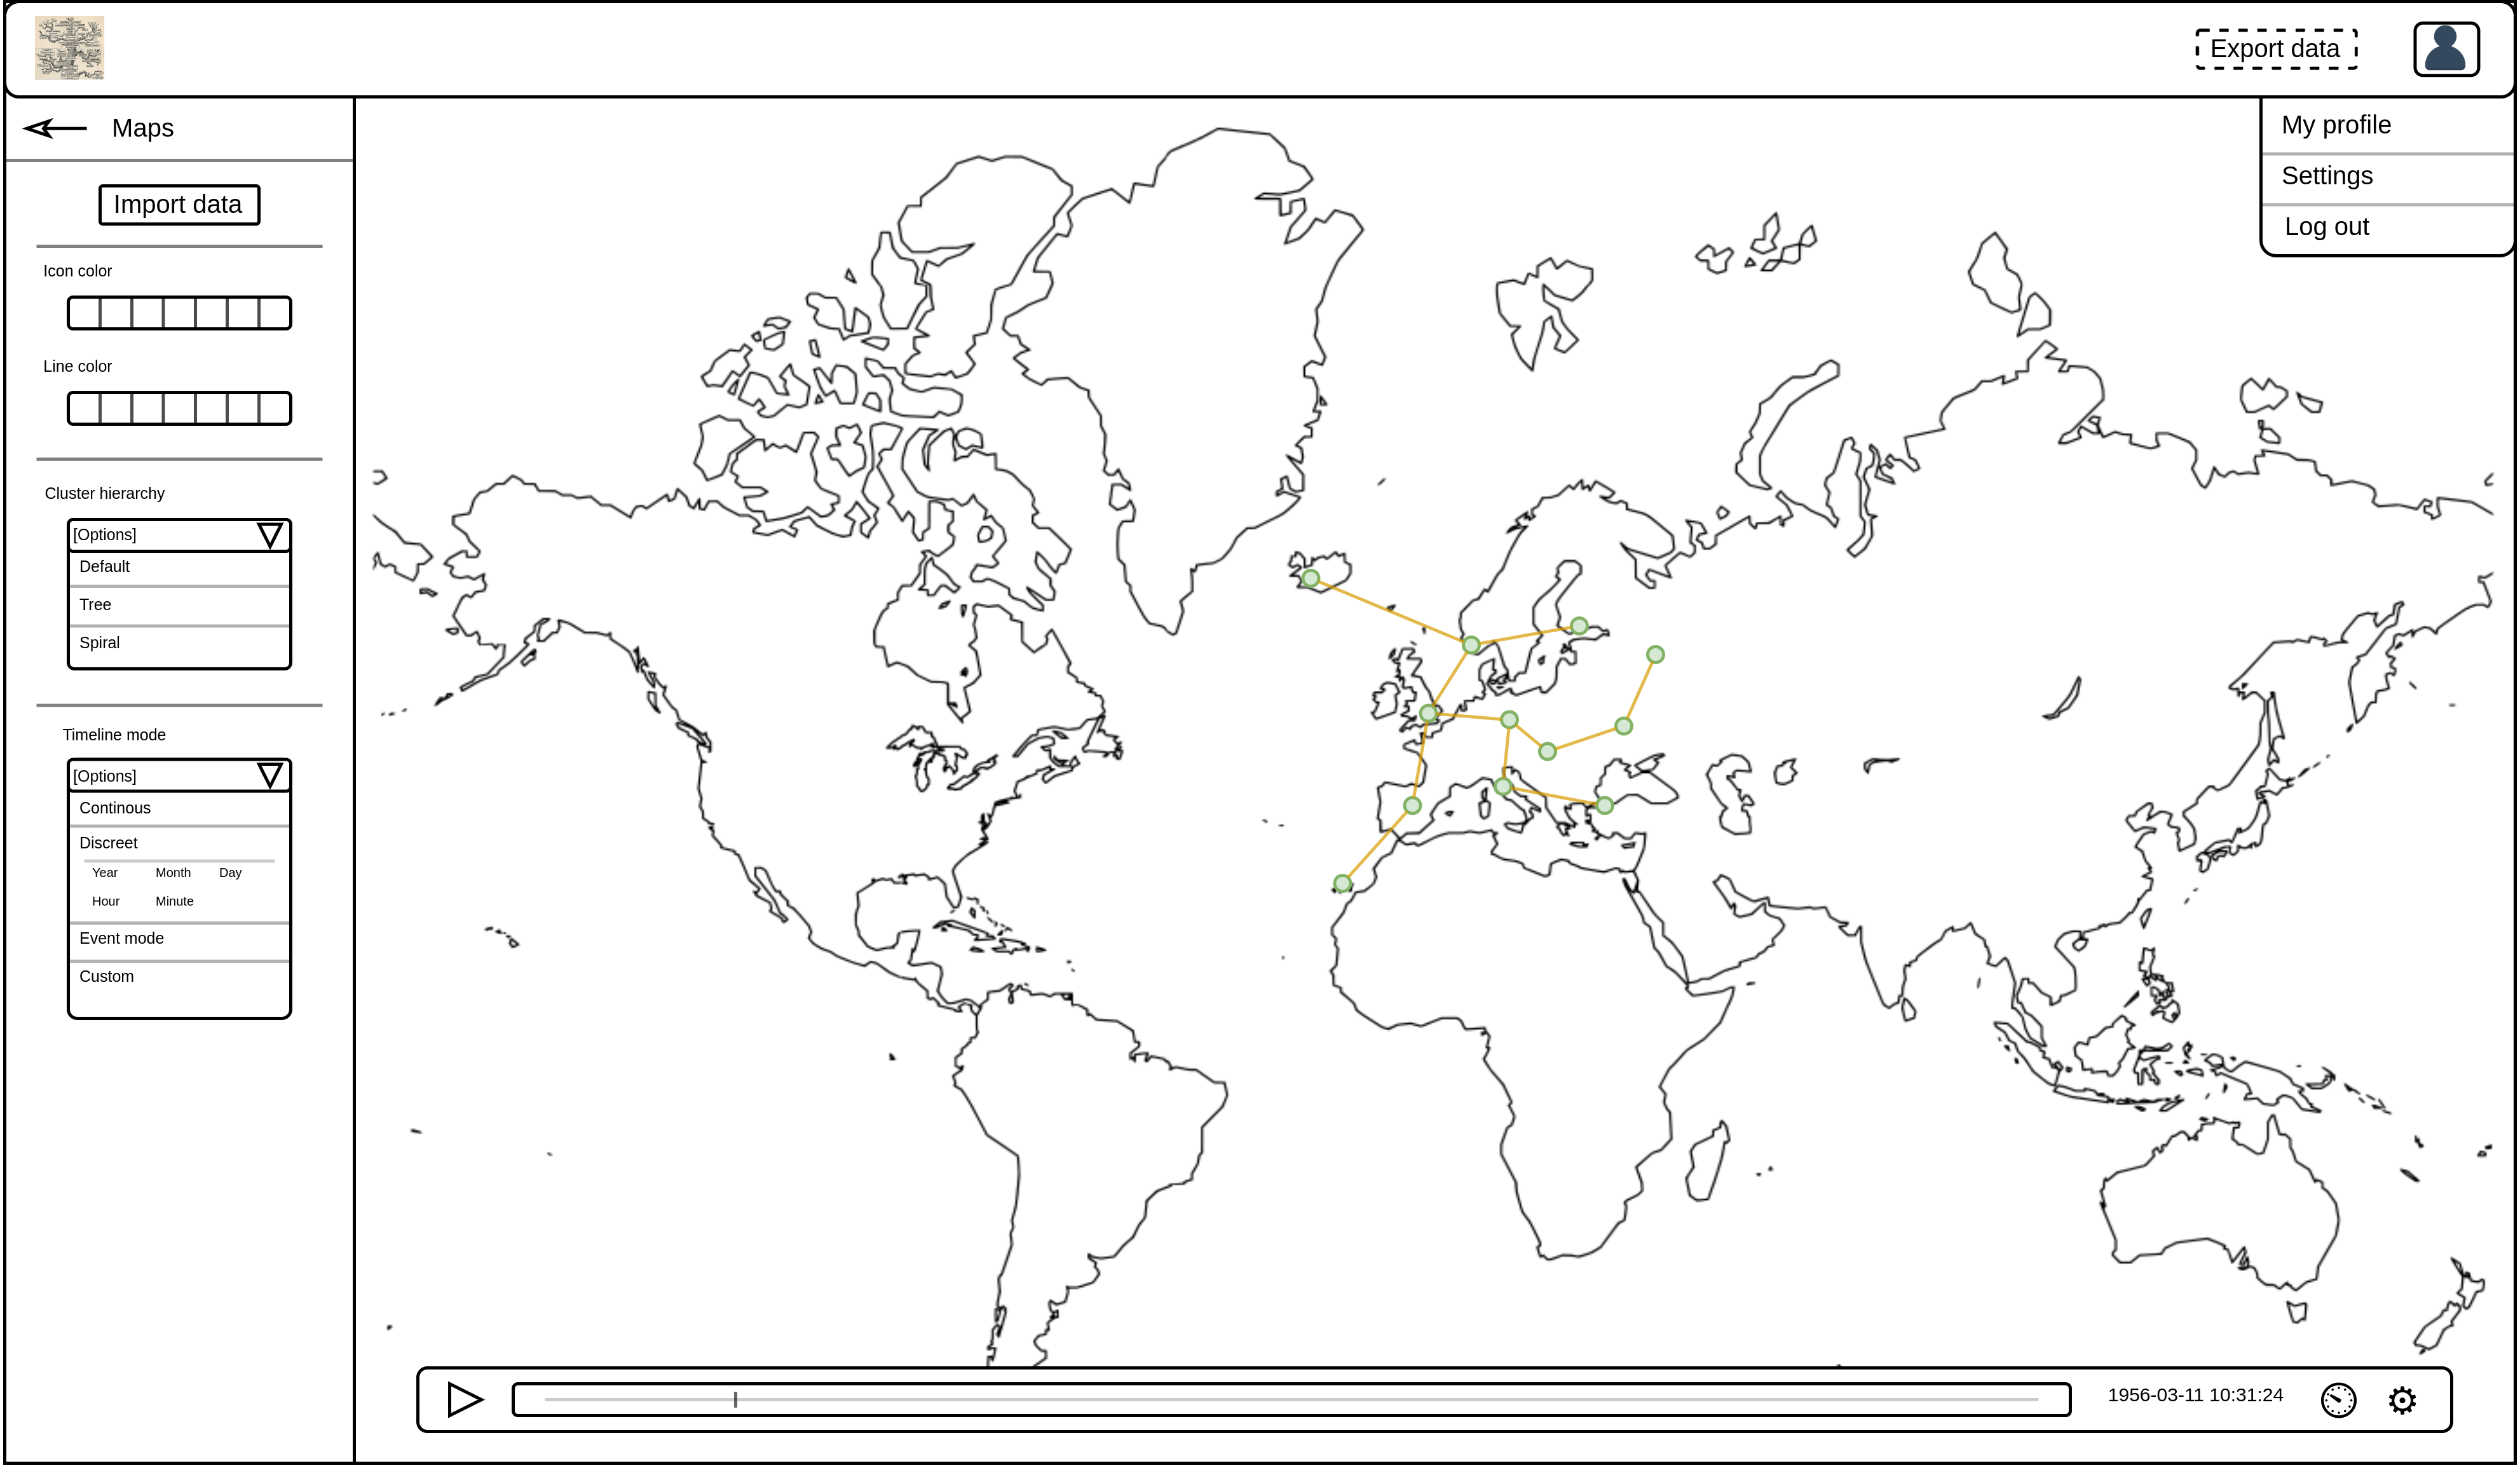 Export data
Maps
My profile
Settings
Log out
Import data
Icon color
Line color
Cluster hierarchy
[Options]
Default
Tree
Spiral
Timeline mode
[Options]
Continous
Discreet
Year Month Day
Hour Minute
Event mode
Custom
1956-03-11 10:31:24